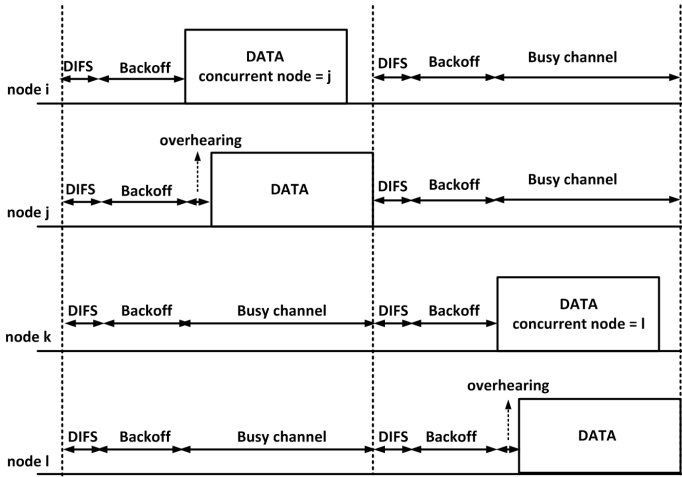 DATA
concurrent node = j
DIFS Backoff DIFS Backoff Busy channel
node i
overhearing
DIFS Backoff DATA DIFS Backoff Busy channel
node j
DATA
concurrent node = l
DIFS Backoff Busy channel DIFS Backoff
node k
overhearing
DIFS Backoff Busy channel DIFS Backoff DATA
node l